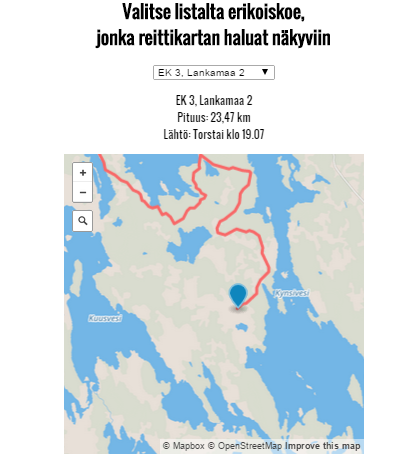 Valitse listalta erikoiskoe,
jonka reittikartan haluat näkyviin
EK 3, Lankamaa 2
EK 3, Lankamaa 2
Pituus: 23,47 km
Lähtö: Torstai klo 19.07
+
−
Kynsivesi
Kuusvesi
© Mapbox © OpenStreetMap Improve this map